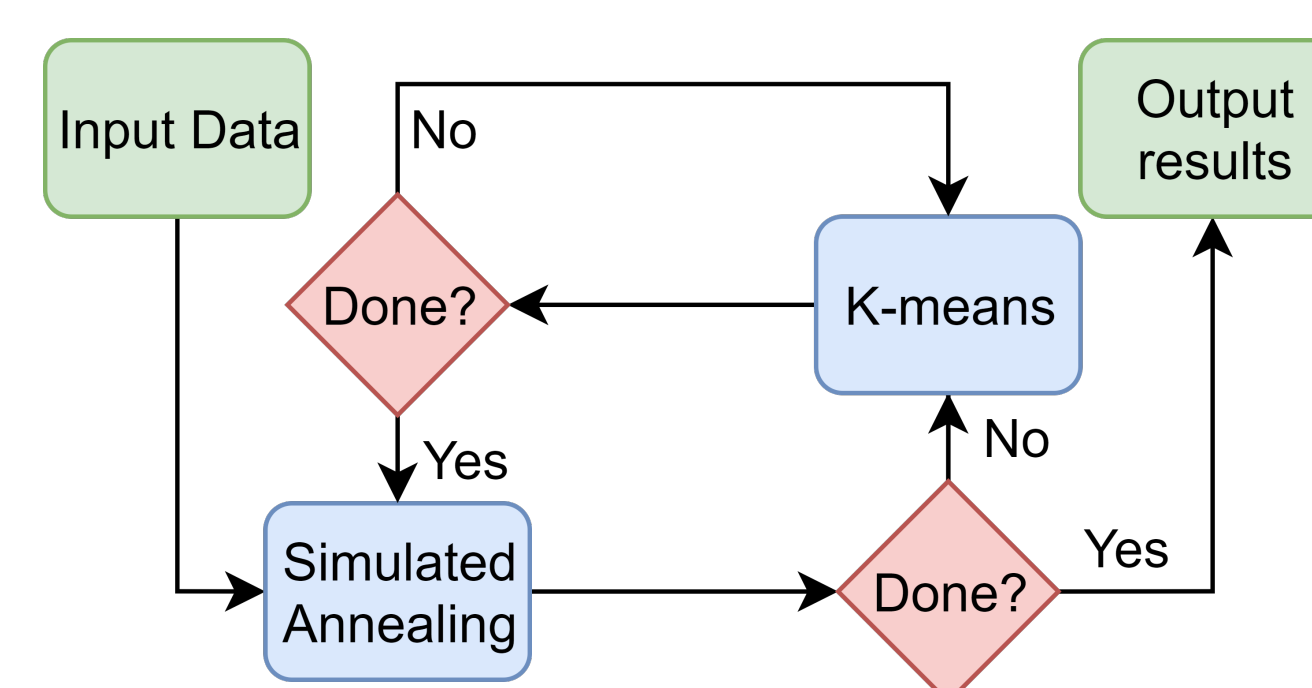 Input Data
No
Output
results
Done?
K-means
Yes
No
Simulated
Annealing
Done?
Yes